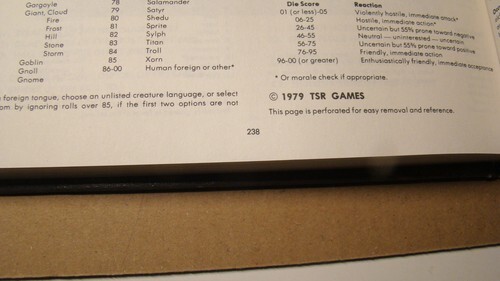 Gargoyle 78 Salamander
Giant, Cloud 79 Satyr
Fire 80 Shedu
Frost 81 Sprite
Hill 82 Sylph
Stone 83 Titan
Storm 84 Troll
Goblin 85 Xorn
Gnoll 86-00 Human foreign or other*
Gnome
foreign tongue, choose an unlisted creature language, or select
by ignoring rolls over 85, if the first two options are not
Die Score Reaction
01 (or less)-05 Violently hostile, immediate attack*
06-25 Hostile, immediate action*
26-45 Uncertain but 55% prone toward negative
46-55 Neutral — uninterested — uncertain
56-75 Uncertain but 55% prone toward positive
76-95 Friendly, immediate action
96-00 (or greater) Enthusiastically friendly, immediate
* Or morale check if appropriate.
© 1979 TSR GAMES
This page is perforated for easy removal and reference.
238